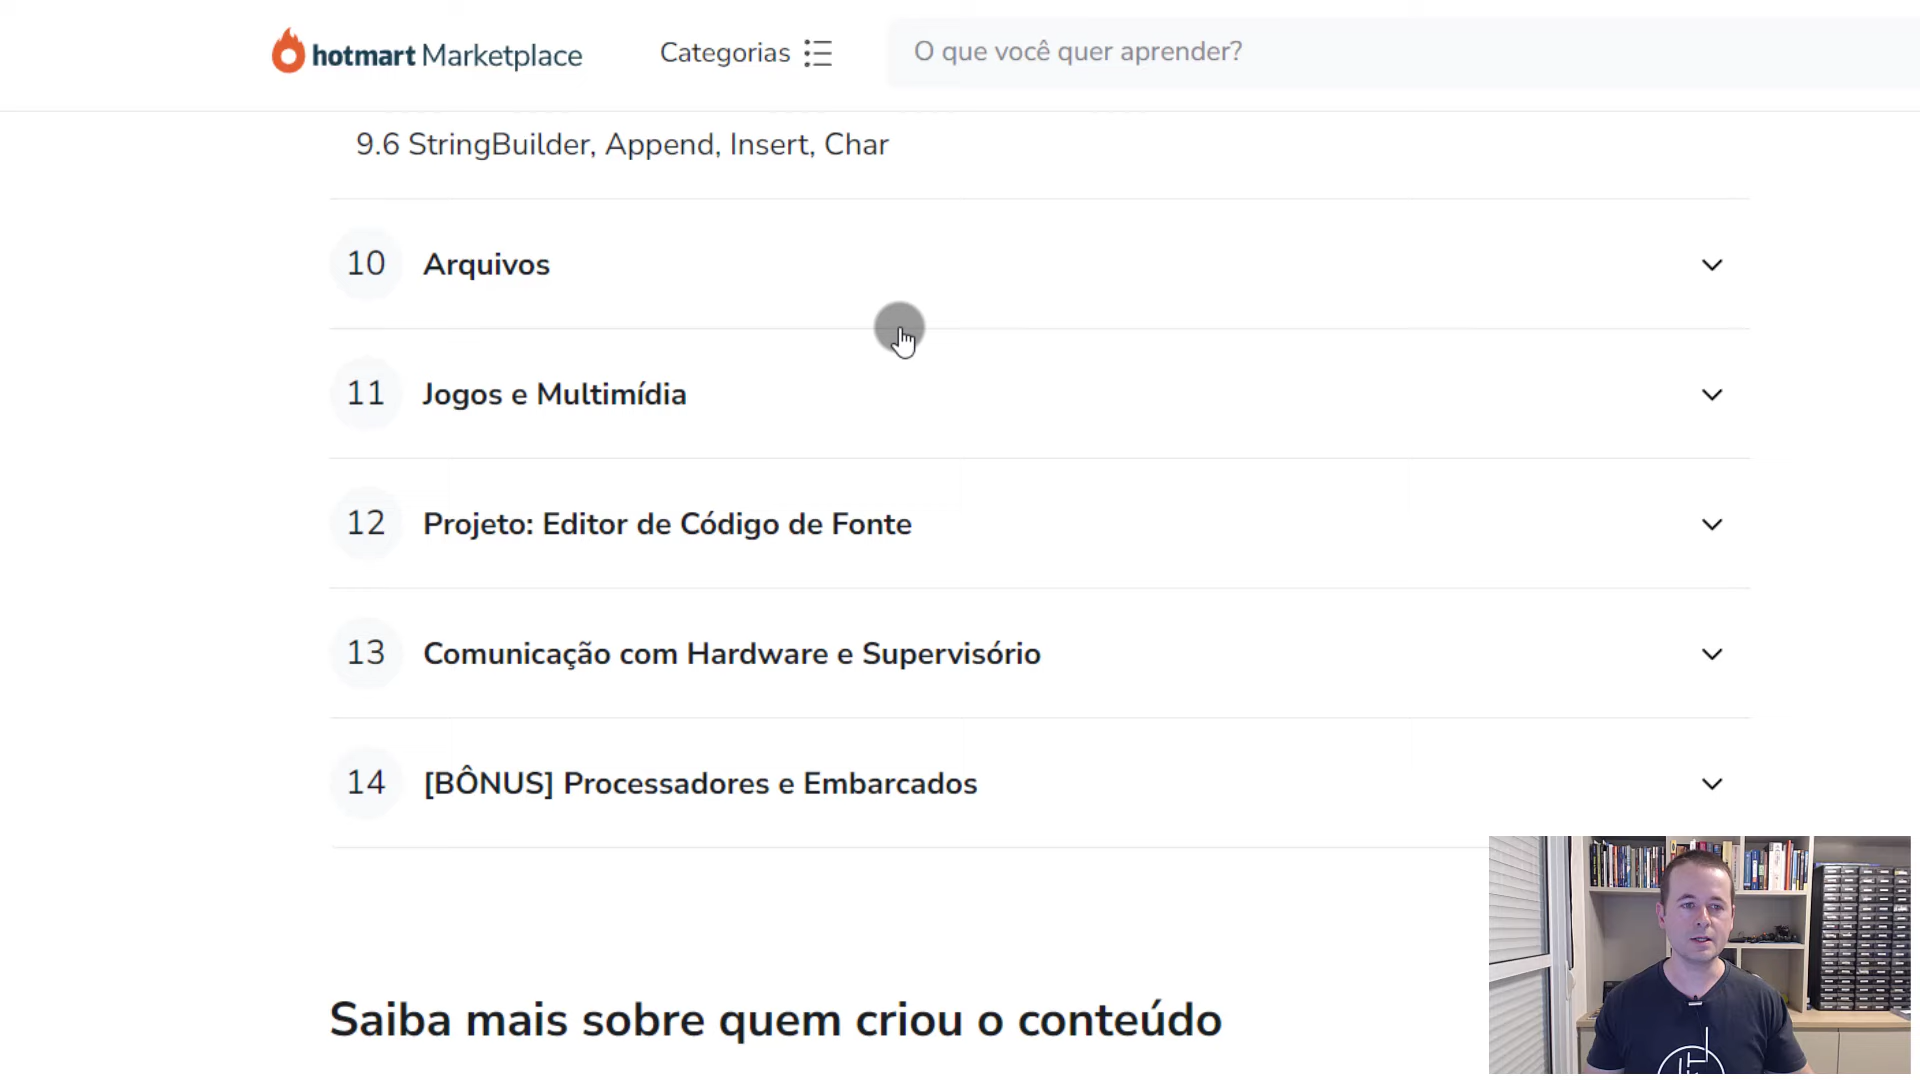 hotmart Marketplace
Categorias
O que você quer aprender?
9.6 StringBuilder, Append, Insert, Char
10 Arquivos
11 Jogos e Multimídia
12 Projeto: Editor de Código de Fonte
13 Comunicação com Hardware e Supervisório
14 [BÔNUS] Processadores e Embarcados
Saiba mais sobre quem criou o conteúdo